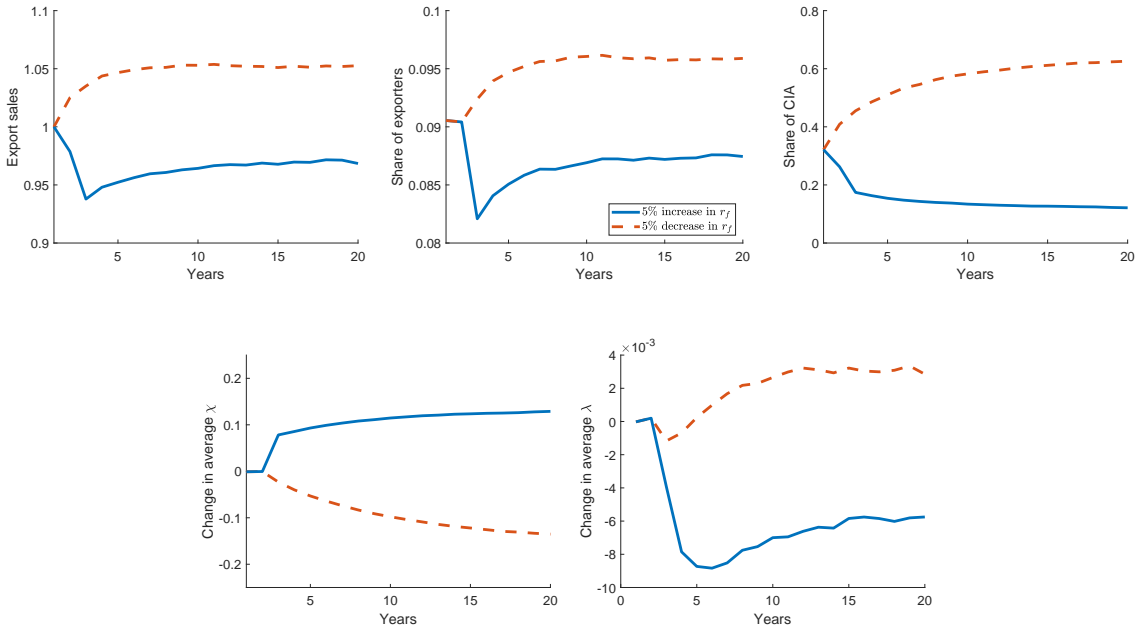 1.1
1.05
1
0.95
0.9
Export sales
5 10 15 20
Years
0.1
0.095
0.09
0.085
0.08
Share of exporters
5% increase in r_f
5% decrease in r_f
5 10 15 20
Years
0.8
0.6
0.4
0.2
0
Share of CIA
5 10 15 20
Years
0.2
0.1
0
-0.1
-0.2
Change in average χ
5 10 15 20
Years
×10⁻³
4
2
0
-2
-4
-6
-8
-10
Change in average λ
0 5 10 15 20
Years